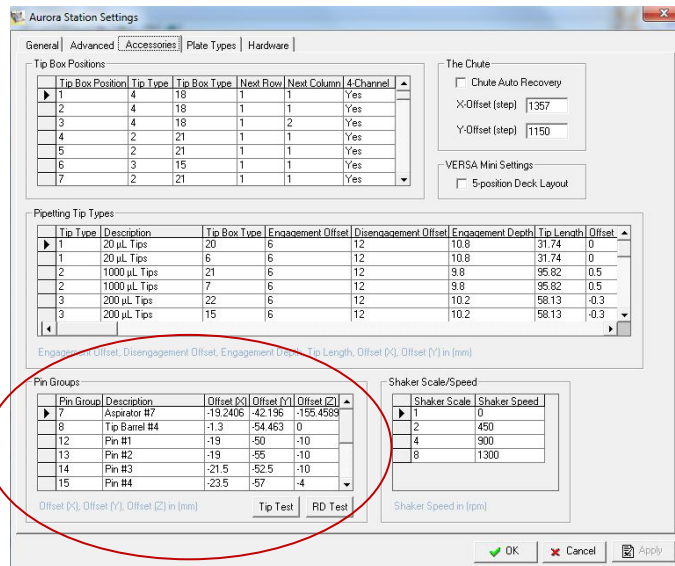 Aurora Station Settings
General Advanced Accessories Plate Types Hardware
Tip Box Positions
Tip Box Position Tip Type Tip Box Type Next Row Next Column 4-Channel
1 4 18 1 1 Yes
2 4 18 1 1 Yes
3 4 18 1 2 Yes
4 2 21 1 1 Yes
5 2 21 1 1 Yes
6 3 15 1 1 Yes
7 2 21 1 1 Yes
The Chute
Chute Auto Recovery
X-Offset (step) 1357
Y-Offset (step) 1150
VERSA Mini Settings
5-position Deck Layout
Pipetting Tip Types
Tip Type Description Tip Box Type Engagement Offset Disengagement Offset Engagement Depth Tip Length Offset
1 20 µL Tips 20 6 12 10.8 31.74 0
1 20 µL Tips 6 6 12 10.8 31.74 0
2 1000 µL Tips 21 6 12 9.8 95.82 0.5
2 1000 µL Tips 7 6 12 9.8 95.82 0.5
3 200 µL Tips 22 6 12 10.2 58.13 -0.3
3 200 µL Tips 15 6 12 10.2 58.13 -0.3
Engagement Offset, Disengagement Offset, Engagement Depth, Tip Length, Offset (X), Offset (Y) in (mm)
Pin Groups
Pin Group Description Offset (X) Offset (Y) Offset (Z)
7 Aspirator #7 -19.2406 -42.196 -155.4589
8 Tip Barrel #4 -1.3 -54.463 0
12 Pin #1 -19 -50 -10
13 Pin #2 -19 -55 -10
14 Pin #3 -21.5 -52.5 -10
15 Pin #4 -23.5 -57 -4
Offset (X), Offset (Y), Offset (Z) in (mm)
Tip Test RD Test
Shaker Scale/Speed
Shaker Scale Shaker Speed
1 0
2 450
4 900
8 1300
Shaker Speed in (rpm)
OK Cancel Apply